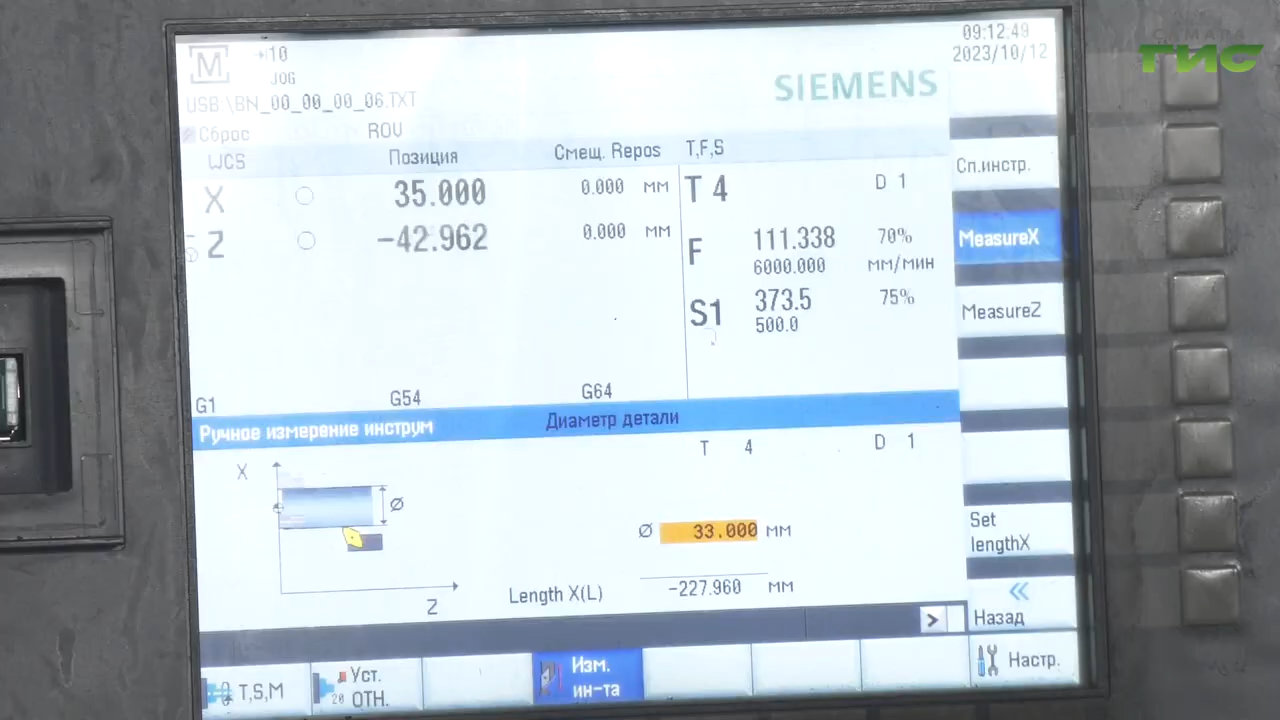 M
10
JOG
09:12:49
2023/10/12
САМАРА
ГИС
SIEMENS
USB:\BN_00_00_00_06.TXT
Сброс
ROV
WCS
Позиция
Смещ. Repos
T,F,S
Сп.инстр.
X
35.000
0.000 мм
T 4
D 1
Z
-42.962
0.000 мм
F
111.338
70%
MeasureX
6000.000
мм/мин
S1
373.5
75%
500.0
MeasureZ
G1
G54
G64
Ручное измерение инструм
Диаметр детали
T 4
D 1
X
Ø
Ø 33.000 мм
Set
lengthX
Z
Length X(L)
-227.960 мм
Назад
T,S,M
Уст.
20 ОТН.
Изм.
ин-та
Настр.